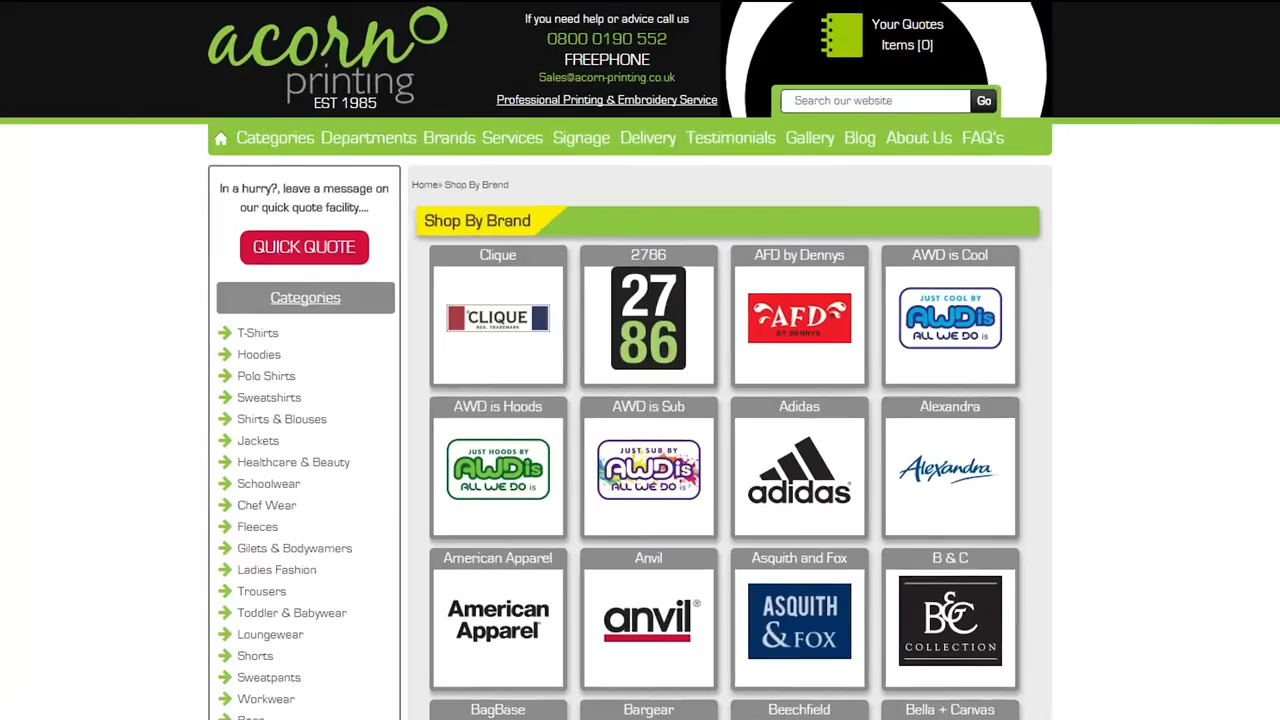 acorn
printing
EST 1985
If you need help or advice call us
0800 0190 552
FREEPHONE
Sales@acorn-printing.co.uk
Professional Printing & Embroidery Service
Your Quotes
Items [0]
Search our website
Go
Categories Departments Brands Services Signage Delivery Testimonials Gallery Blog About Us FAQ's
In a hurry?, leave a message on
our quick quote facility....
QUICK QUOTE
Categories
T-Shirts
Hoodies
Polo Shirts
Sweatshirts
Shirts & Blouses
Jackets
Healthcare & Beauty
Schoolwear
Chef Wear
Fleeces
Gilets & Bodywamers
Ladies Fashion
Trousers
Toddler & Babywear
Loungewear
Shorts
Sweatpants
Workwear
Bags
Home» Shop By Brand
Shop By Brand
Clique
CLIQUE
REG. TRADEMARK
2786
27
86
AFD by Dennys
AFD
BY DENNYS
AWD is Cool
JUST COOL BY
AWDis
ALL WE DO is
AWD is Hoods
JUST HOODS BY
AWDis
ALL WE DO is
AWD is Sub
JUST SUB BY
AWDis
ALL WE DO is
Adidas
adidas®
Alexandra
Alexandra
American Apparel
American
Apparel®
Anvil
anvil®
Asquith and Fox
ASQUITH
& FOX
B & C
B&C
COLLECTION
BagBase
Bargear
Beechfield
Bella + Canvas